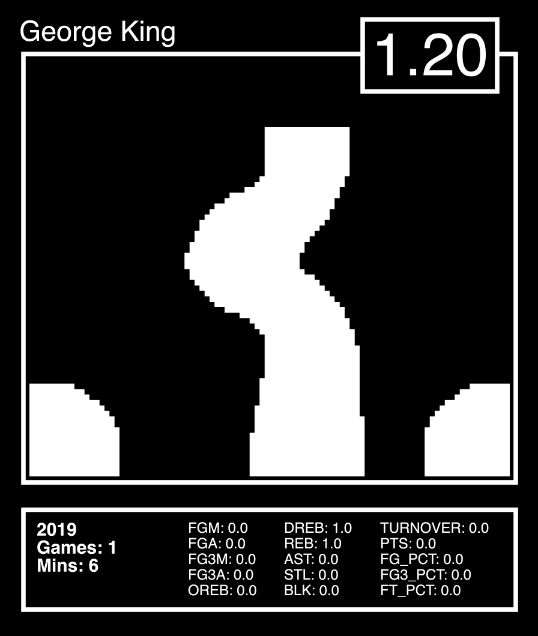 George King
1.20
2019
Games: 1
Mins: 6
FGM: 0.0
FGA: 0.0
FG3M: 0.0
FG3A: 0.0
OREB: 0.0
DREB: 1.0
REB: 1.0
AST: 0.0
STL: 0.0
BLK: 0.0
TURNOVER: 0.0
PTS: 0.0
FG_PCT: 0.0
FG3_PCT: 0.0
FT_PCT: 0.0